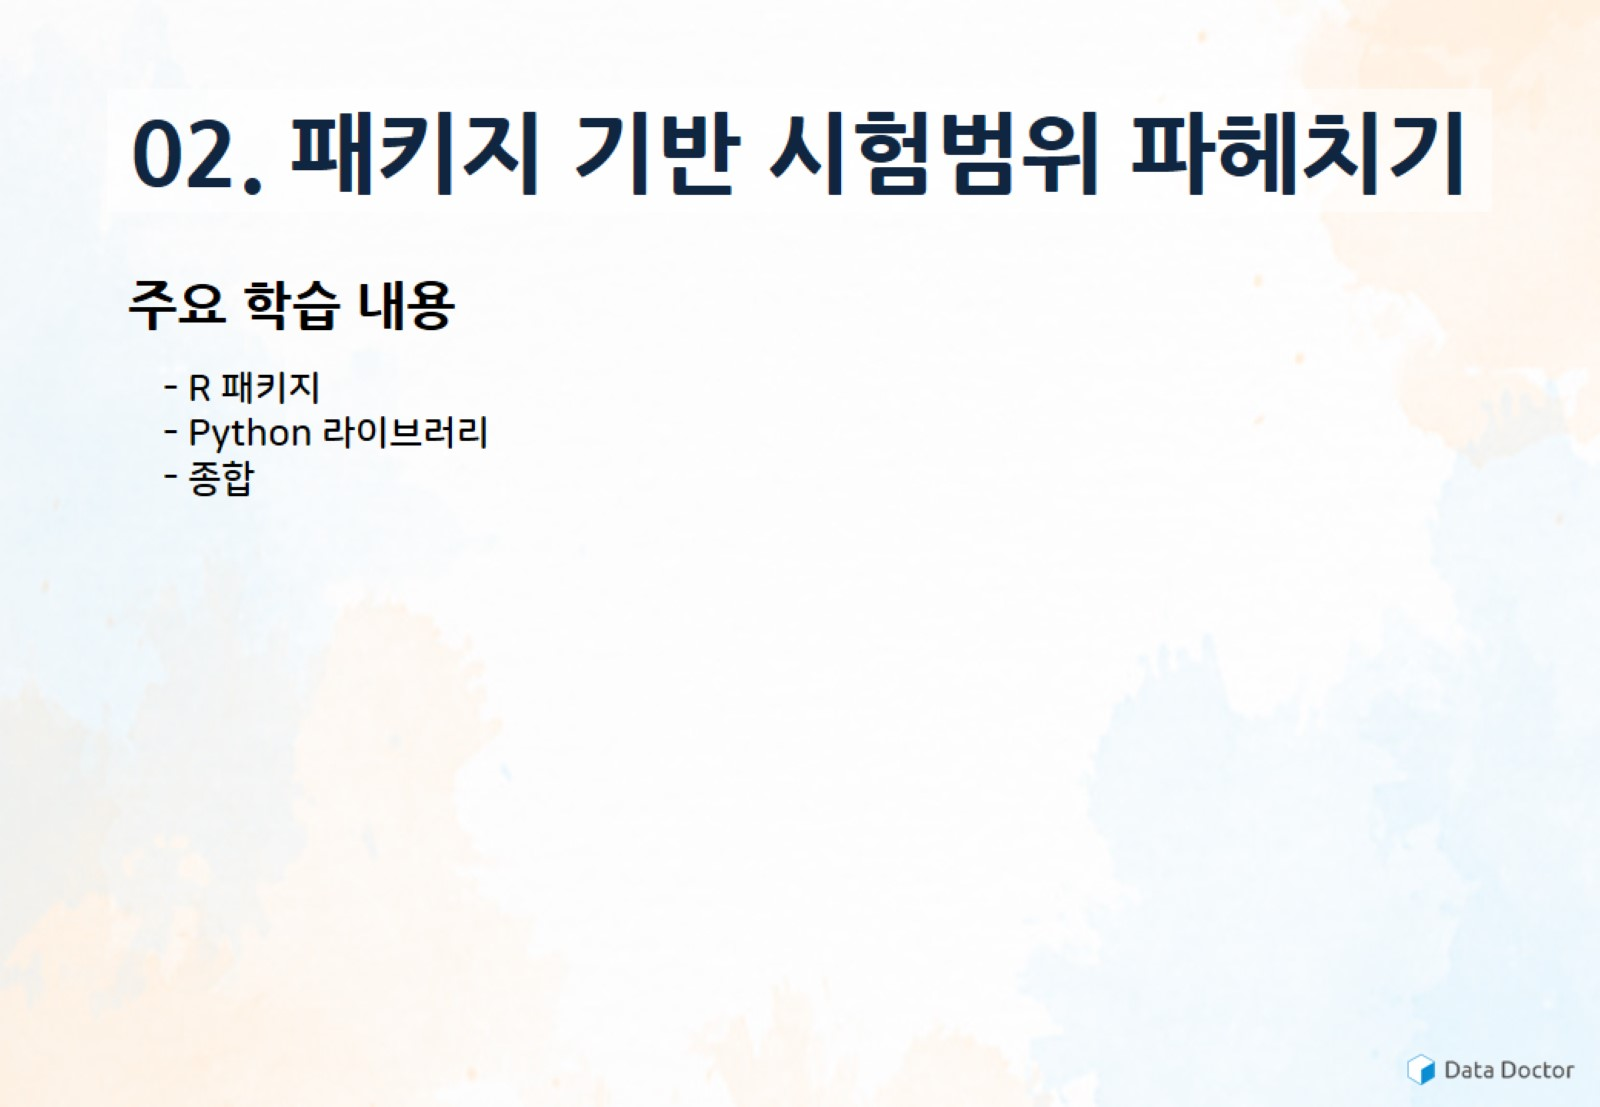 02. 패키지 기반 시험범위 파헤치기
주요 학습 내용
- R 패키지
- Python 라이브러리
- 종합
Data Doctor